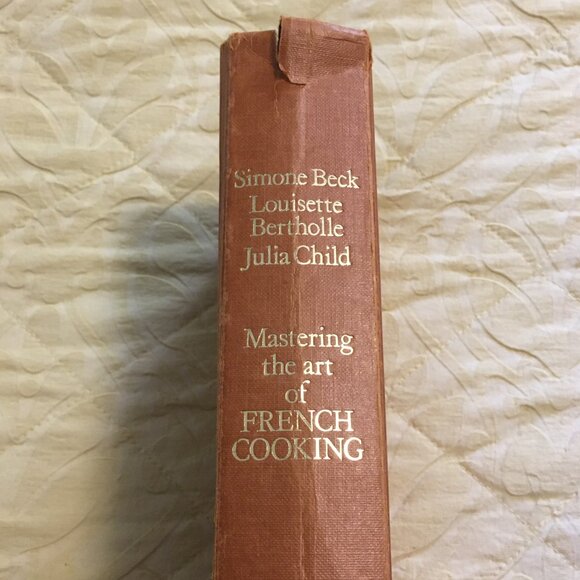 Simone Beck
Louisette
Bertholle
Julia Child
Mastering
the art
of
FRENCH
COOKING